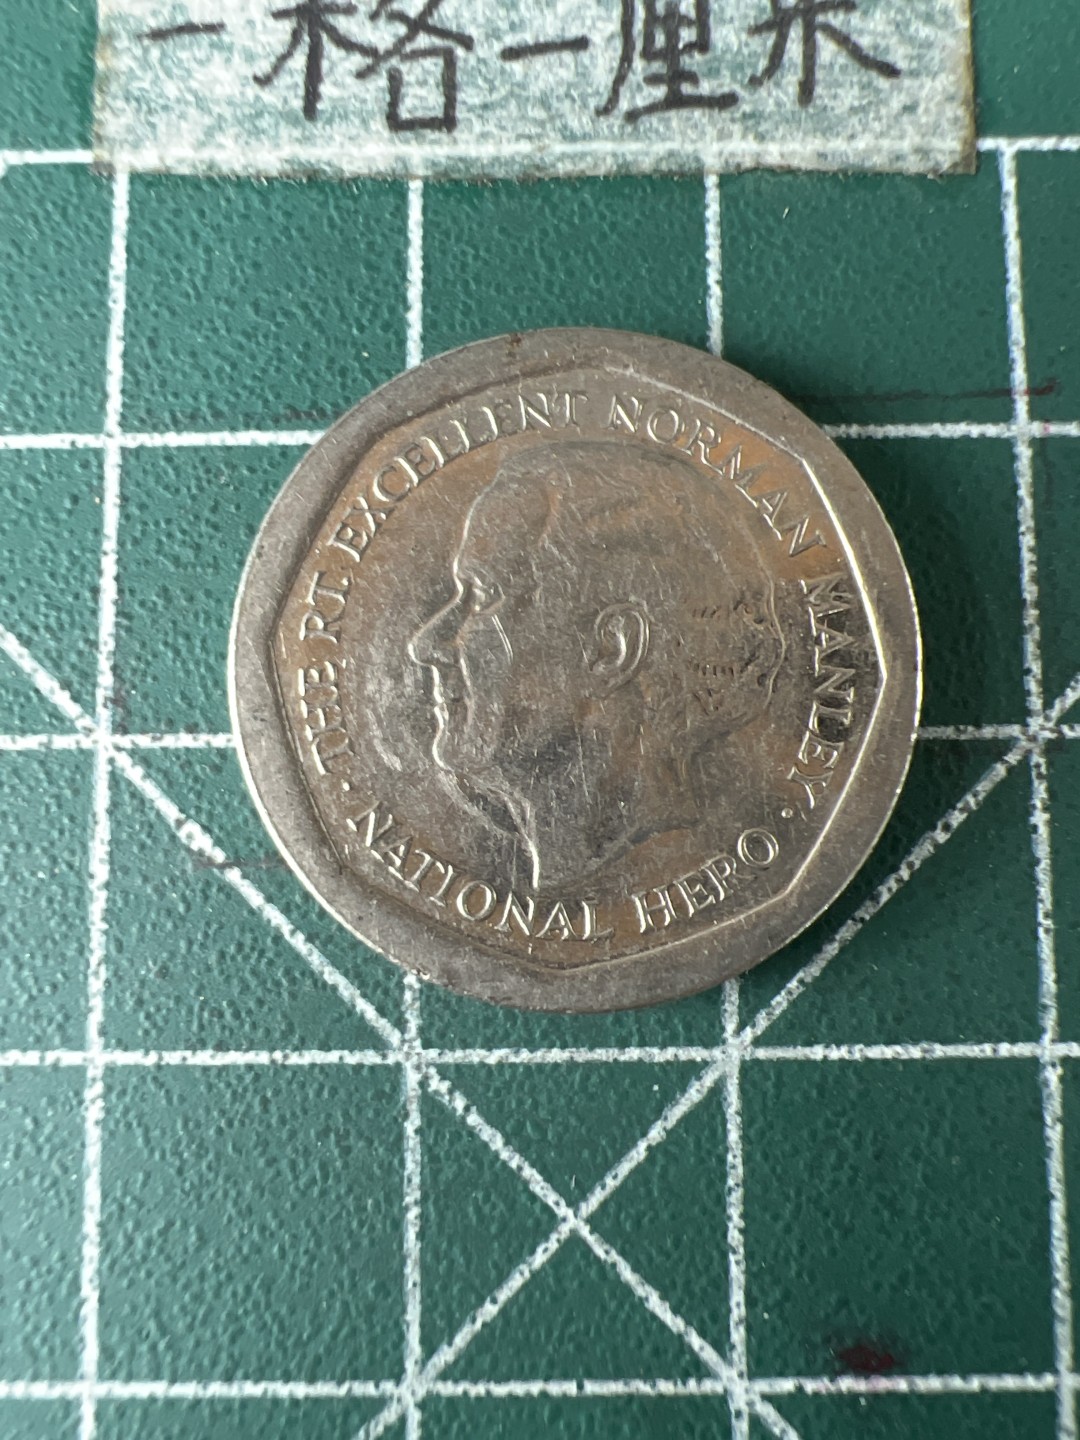 一格一厘米
THE RT. EXCELLENT NORMAN MANLEY
· NATIONAL HERO ·